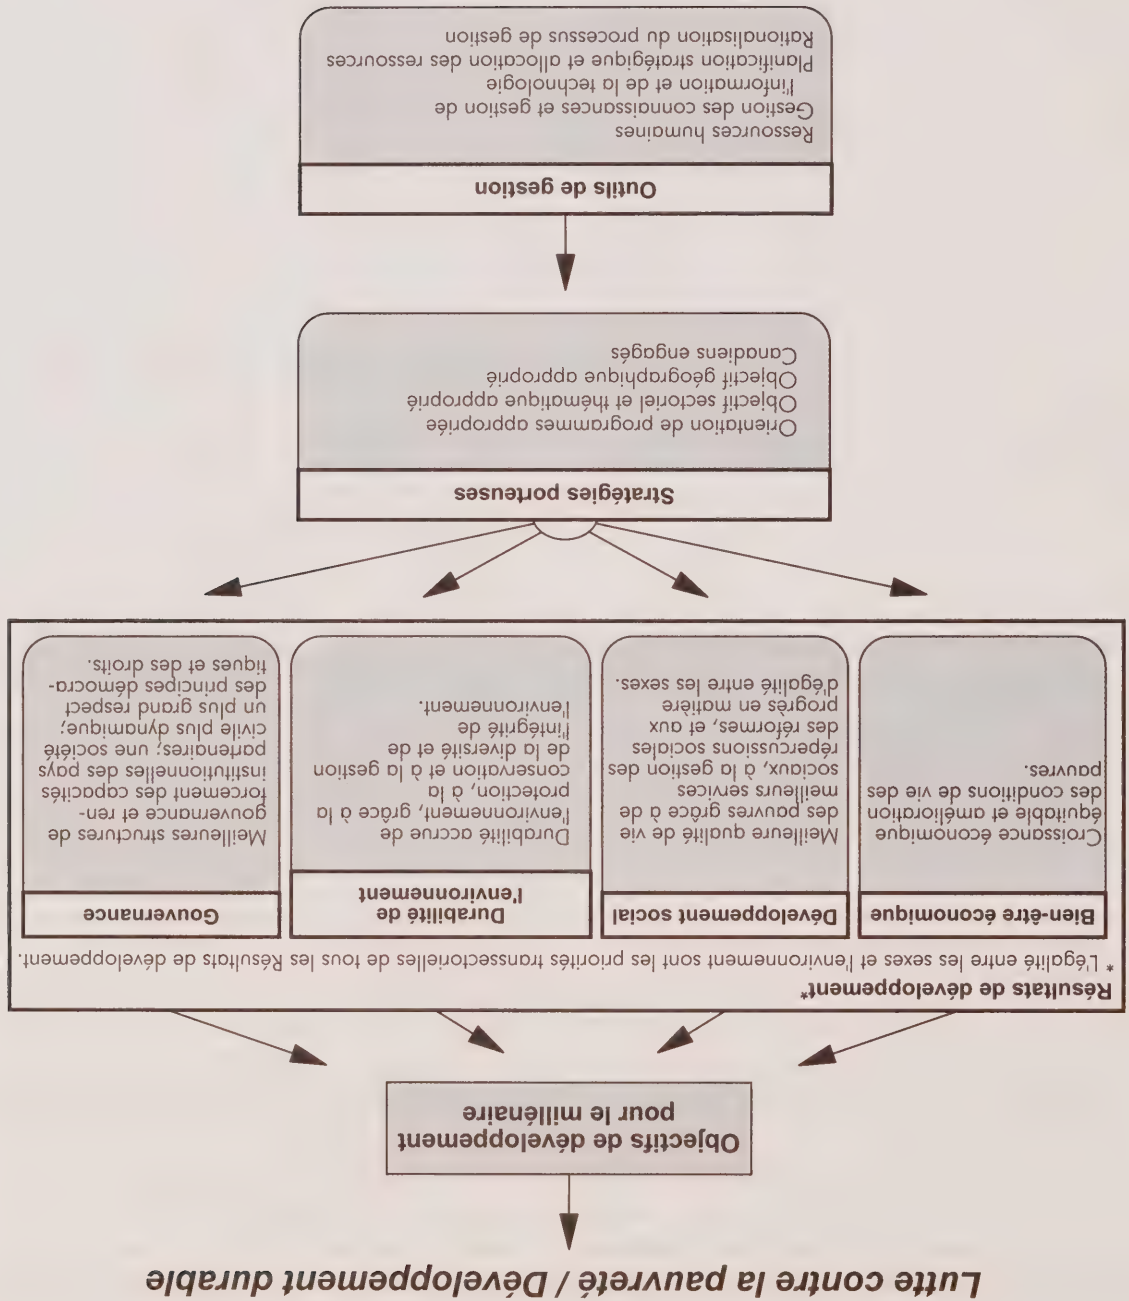 Lutte contre la pauvreté / Développement durable
Objectifs de développement
pour le millénaire
Résultats de développement*
* L'égalité entre les sexes et l'environnement sont les priorités transsectorielles de tous les Résultats de développement.
Bien-être économique
Croissance économique
équitable et amélioration
des conditions de vie des
pauvres.
Développement social
Meilleure qualité de vie
des pauvres grâce à de
meilleurs services
sociaux, à la gestion des
répercussions sociales
des réformes, et aux
progrès en matière
d'égalité entre les sexes.
Durabilité de
l'environnement
Durabilité accrue de
l'environnement, grâce à la
protection, à la
conservation et à la gestion
de la diversité et de
l'intégrité de
l'environnement.
Gouvernance
Meilleures structures de
gouvernance et ren-
forcement des capacités
institutionnelles des pays
partenaires; une société
civile plus dynamique;
un plus grand respect
des principes démocra-
tiques et des droits.
Stratégies porteuses
Orientation de programmes appropriée
Objectif sectoriel et thématique approprié
Objectif géographique approprié
Canadiens engagés
Outils de gestion
Ressources humaines
Gestion des connaissances et gestion de
l'information et de la technologie
Planification stratégique et allocation des ressources
Rationalisation du processus de gestion